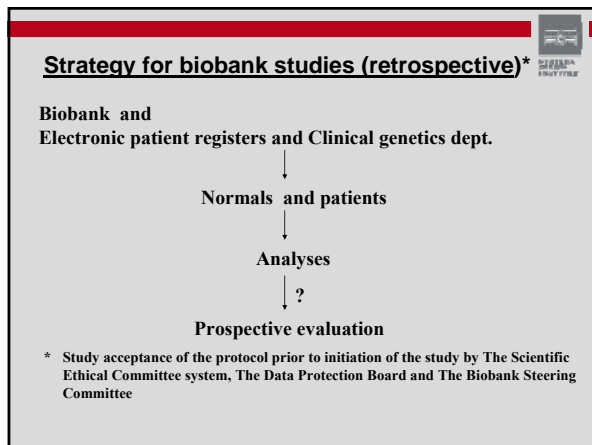 Strategy for biobank studies (retrospective)*
Biobank and
Electronic patient registers and Clinical genetics dept.
Normals and patients
Analyses
?
Prospective evaluation
* Study acceptance of the protocol prior to initiation of the study by The Scientific
Ethical Committee system, The Data Protection Board and The Biobank Steering
Committee